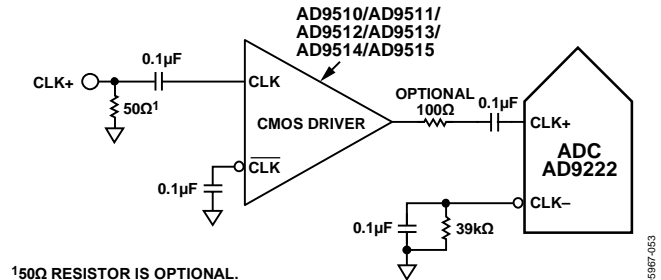 AD9510/AD9511/
AD9512/AD9513/
AD9514/AD9515
0.1µF
CLK+
CLK
50Ω1
CMOS DRIVER
CLK
0.1µF
OPTIONAL
100Ω
0.1µF
CLK+
ADC
AD9222
CLK–
0.1µF
39kΩ
150Ω RESISTOR IS OPTIONAL.
5967-053